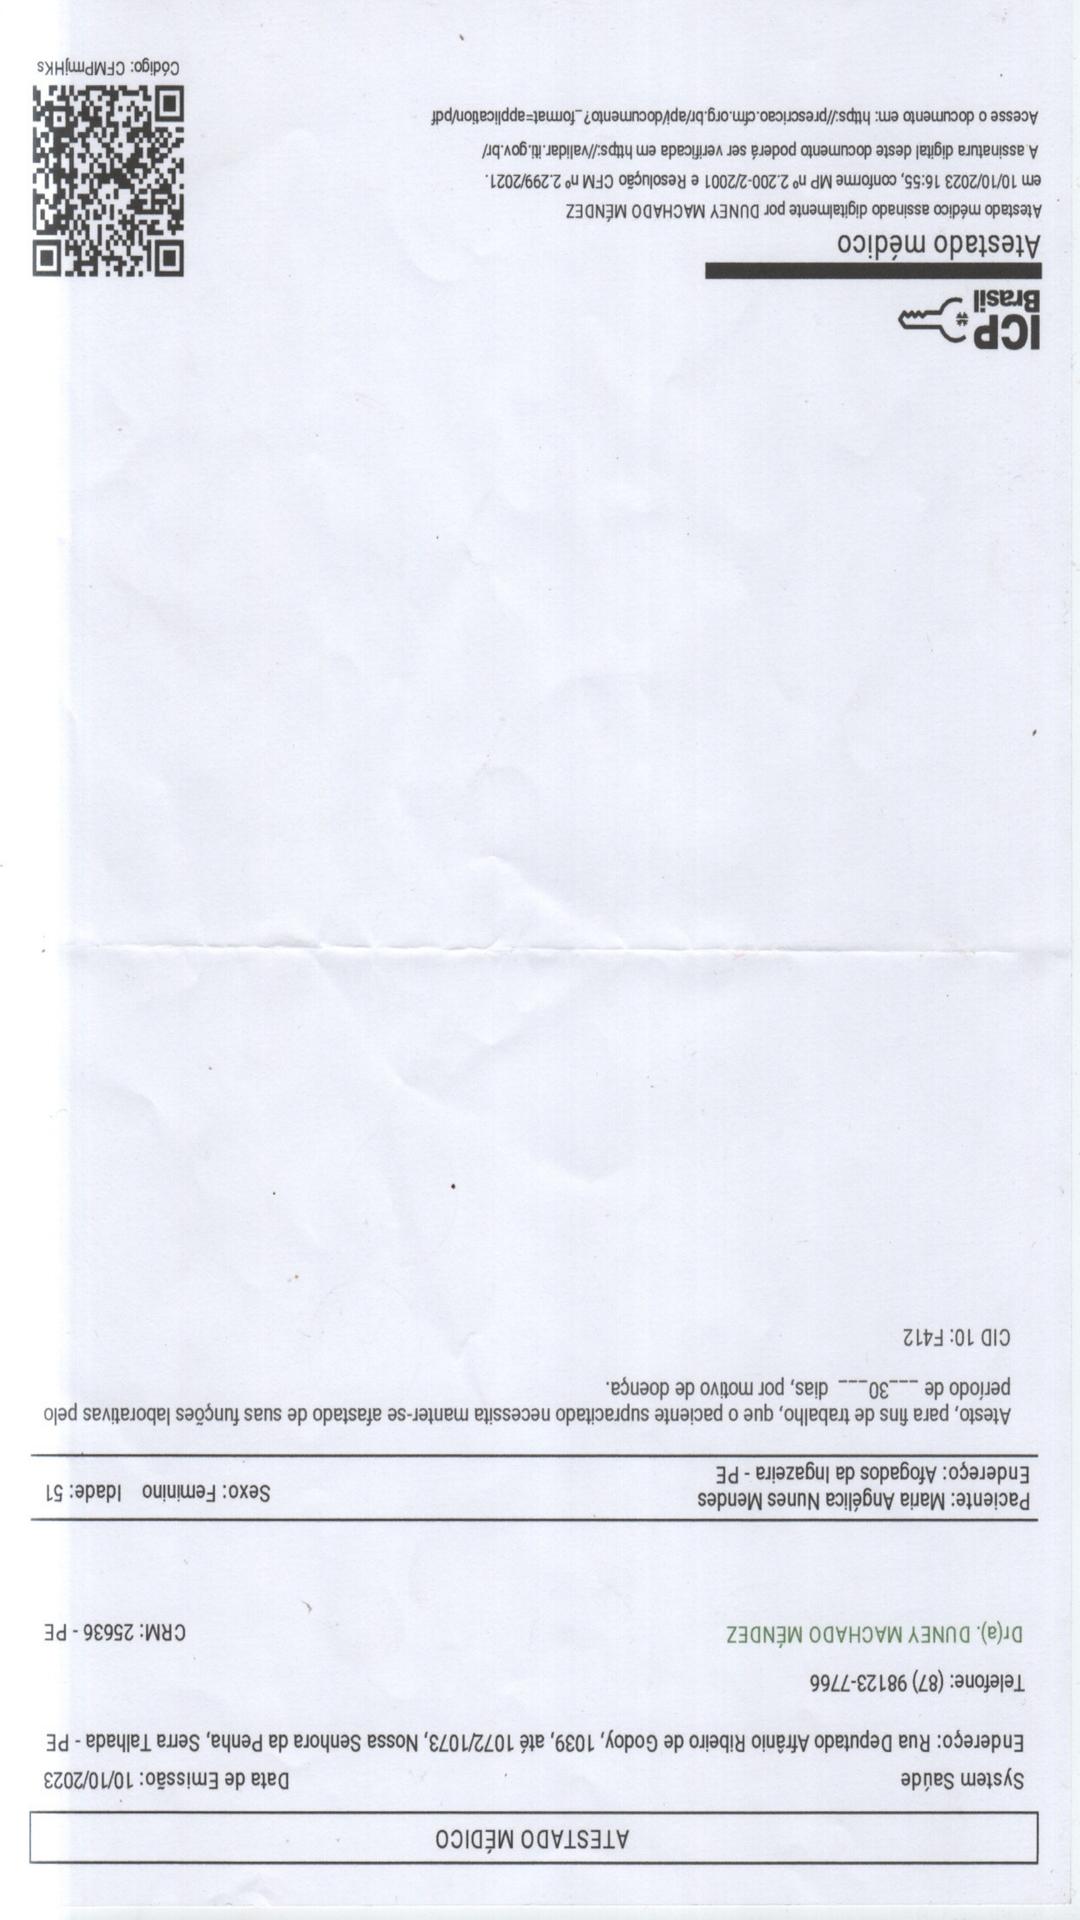 ATESTADO MÉDICO
System Saúde Data de Emissão: 10/10/2023
Endereço: Rua Deputado Afrânio Ribeiro de Godoy, 1039, até 1072/1073, Nossa Senhora da Penha, Serra Talhada - PE
Telefone: (87) 98123-7766
Dr(a). DUNEY MACHADO MÉNDEZ CRM: 25636 - PE
Paciente: Maria Angélica Nunes Mendes Sexo: Feminino Idade: 51
Endereço: Afogados da Ingazeira - PE
Atesto, para fins de trabalho, que o paciente supracitado necessita manter-se afastado de suas funções laborativas pelo
período de ___30___ dias, por motivo de doença.
CID 10: F412
ICP
Brasil
Atestado médico
Atestado médico assinado digitalmente por DUNEY MACHADO MÉNDEZ
em 10/10/2023 16:55, conforme MP nº 2.200-2/2001 e Resolução CFM nº 2.299/2021.
A assinatura digital deste documento poderá ser verificada em https://validar.iti.gov.br/
Acesse o documento em: https://prescricao.cfm.org.br/api/documento?_format=application/pdf
Código: CFMPmjHKs